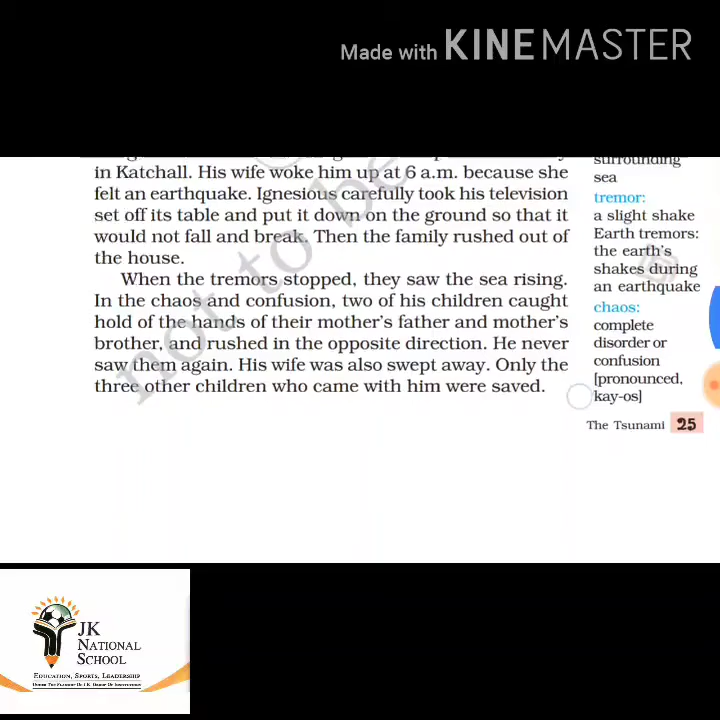 Made with KINEMASTER
in Katchall. His wife woke him up at 6 a.m. because she
felt an earthquake. Ignesious carefully took his television
set off its table and put it down on the ground so that it
would not fall and break. Then the family rushed out of
the house.
When the tremors stopped, they saw the sea rising.
In the chaos and confusion, two of his children caught
hold of the hands of their mother's father and mother's
brother, and rushed in the opposite direction. He never
saw them again. His wife was also swept away. Only the
three other children who came with him were saved.
not to be
surrounding
sea
tremor:
a slight shake
Earth tremors:
the earth's
shakes during
an earthquake
chaos:
complete
disorder or
confusion
[pronounced,
kay-os]
The Tsunami 25
JK
NATIONAL
SCHOOL
EDUCATION, SPORTS, LEADERSHIP